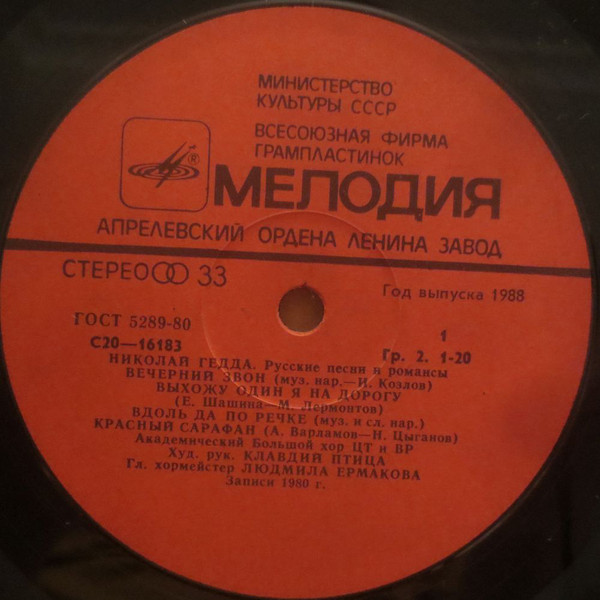 МИНИСТЕРСТВО
КУЛЬТУРЫ СССР
ВСЕСОЮЗНАЯ ФИРМА
ГРАМПЛАСТИНОК
®
МЕЛОДИЯ
АПРЕЛЕВСКИЙ ОРДЕНА ЛЕНИНА ЗАВОД
СТЕРЕО 33
Год выпуска 1988
ГОСТ 5289-80
1
С20—16183
Гр. 2. 1-20
НИКОЛАЙ ГЕДДА. Русские песни и романсы
ВЕЧЕРНИЙ ЗВОН (муз. нар.—И. Козлов)
ВЫХОЖУ ОДИН Я НА ДОРОГУ
(Е. Шашина—М. Лермонтов)
ВДОЛЬ ДА ПО РЕЧКЕ (муз. и сл. нар.)
КРАСНЫЙ САРАФАН (А. Варламов—Н. Цыганов)
Академический Большой хор ЦТ и ВР
Худ. рук. КЛАВДИЙ ПТИЦА
Гл. хормейстер ЛЮДМИЛА ЕРМАКОВА
Записи 1980 г.